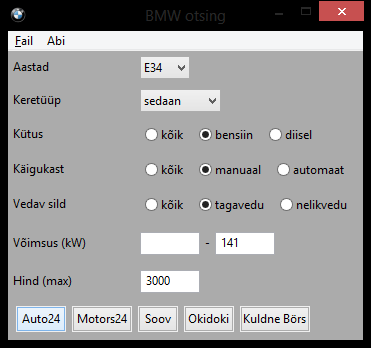 BMW otsing
Fail Abi
Aastad E34
Keretüüp sedaan
Kütus kõik bensiin diisel
Käigukast kõik manuaal automaat
Vedav sild kõik tagavedu nelikvedu
Võimsus (kW) - 141
Hind (max) 3000
Auto24 Motors24 Soov Okidoki Kuldne Börs